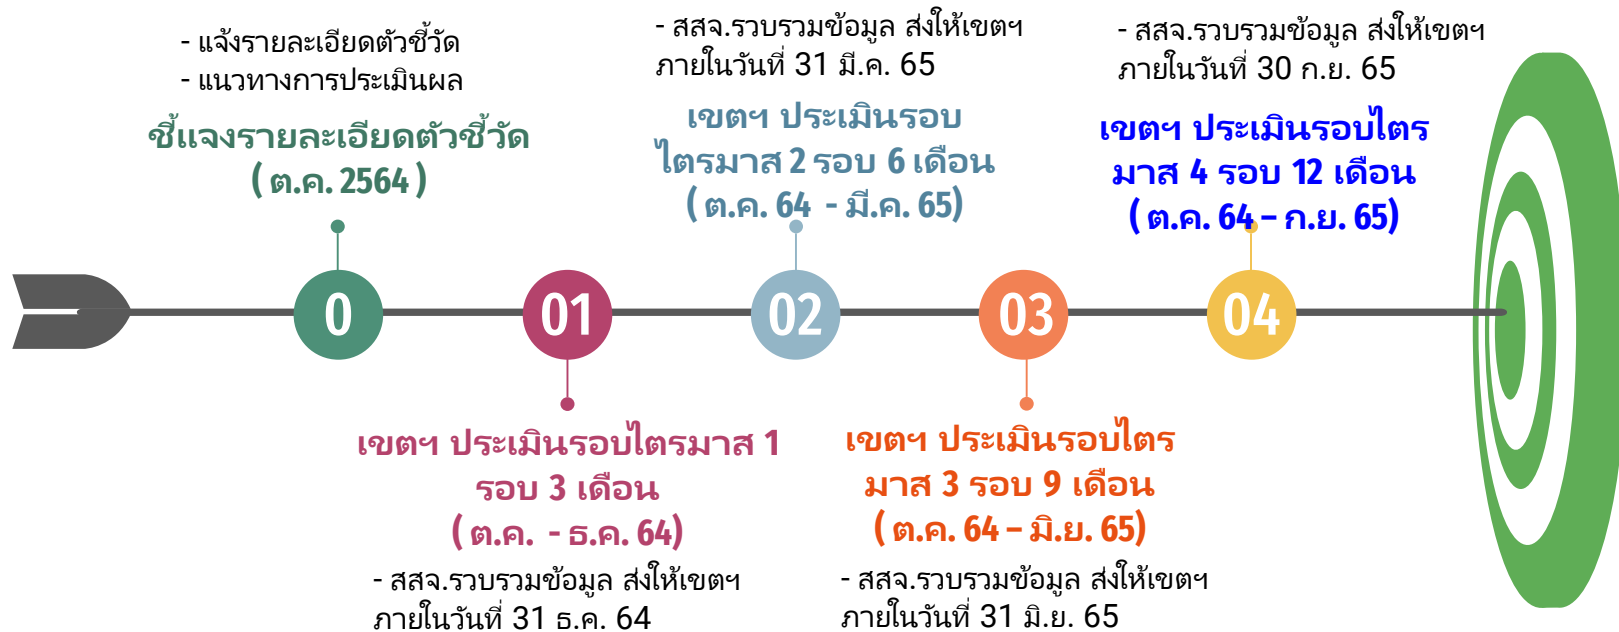 - แจ้งรายละเอียดตัวชี้วัด
- แนวทางการประเมินผล
ชี้แจงรายละเอียดตัวชี้วัด
( ต.ค. 2564 )
0
01
เขตฯ ประเมินรอบไตรมาส 1
รอบ 3 เดือน
( ต.ค. - ธ.ค. 64)
- สสจ.รวบรวมข้อมูล ส่งให้เขตฯ
ภายในวันที่ 31 ธ.ค. 64
- สสจ.รวบรวมข้อมูล ส่งให้เขตฯ
ภายในวันที่ 31 มี.ค. 65
เขตฯ ประเมินรอบ
ไตรมาส 2 รอบ 6 เดือน
( ต.ค. 64 - มี.ค. 65)
02
03
เขตฯ ประเมินรอบไตร
มาส 3 รอบ 9 เดือน
( ต.ค. 64 – มิ.ย. 65)
- สสจ.รวบรวมข้อมูล ส่งให้เขตฯ
ภายในวันที่ 31 มิ.ย. 65
- สสจ.รวบรวมข้อมูล ส่งให้เขตฯ
ภายในวันที่ 30 ก.ย. 65
เขตฯ ประเมินรอบไตร
มาส 4 รอบ 12 เดือน
( ต.ค. 64 – ก.ย. 65)
04